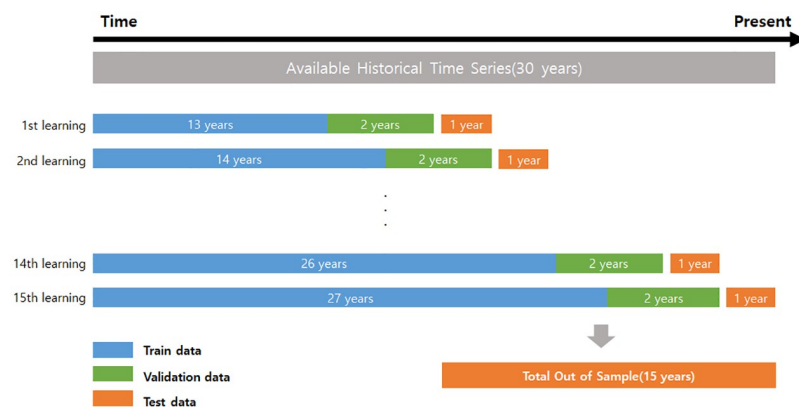 Time Present
Available Historical Time Series(30 years)
1st learning 13 years 2 years 1 year
2nd learning 14 years 2 years 1 year
14th learning 26 years 2 years 1 year
15th learning 27 years 2 years 1 year
Train data
Validation data
Test data
Total Out of Sample(15 years)